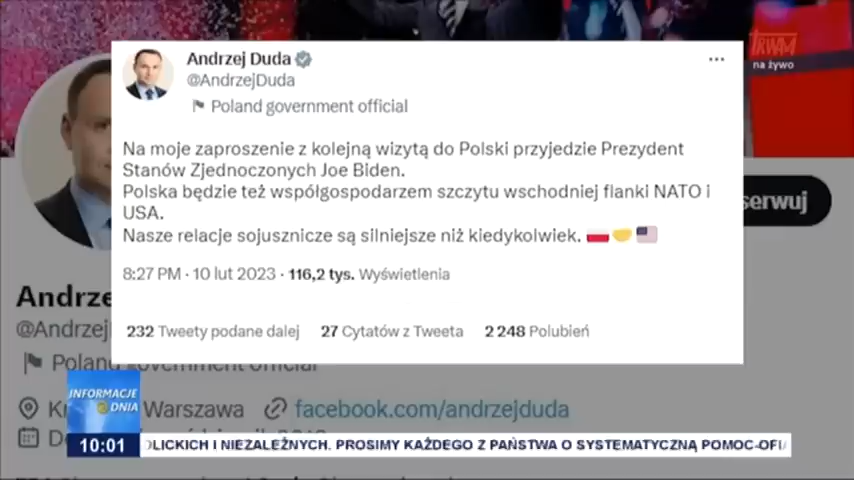 TRWAM
na żywo
Andrzej Duda
@AndrzejDuda
Poland government official
Na moje zaproszenie z kolejną wizytą do Polski przyjedzie Prezydent
Stanów Zjednoczonych Joe Biden.
Polska będzie też współgospodarzem szczytu wschodniej flanki NATO i
USA.
Nasze relacje sojusznicze są silniejsze niż kiedykolwiek.
8:27 PM · 10 lut 2023 · 116,2 tys. Wyświetlenia
232 Tweety podane dalej 27 Cytatów z Tweeta 2 248 Polubień
serwuj
Andrze
@Andrzej
Poland government official
Warszawa facebook.com/andrzejduda
INFORMACJE
DNIA
10:01 OLICKICH I NIEZALEŻNYCH. PROSIMY KAŻDEGO Z PAŃSTWA O SYSTEMATYCZNĄ POMOC-OFI